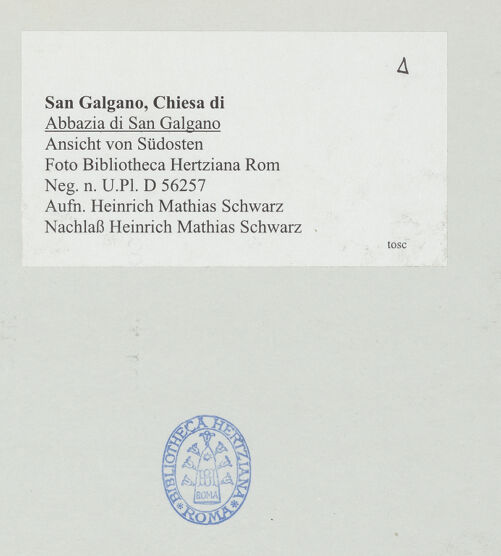 San Galgano, Chiesa di
Abbazia di San Galgano
Ansicht von Südosten
Foto Bibliotheca Hertziana Rom
Neg. n. U.Pl. D 56257
Aufn. Heinrich Mathias Schwarz
Nachlaß Heinrich Mathias Schwarz
tosc
*BIBLIOTHECA HERTZIANA*
ROMA
ROMA